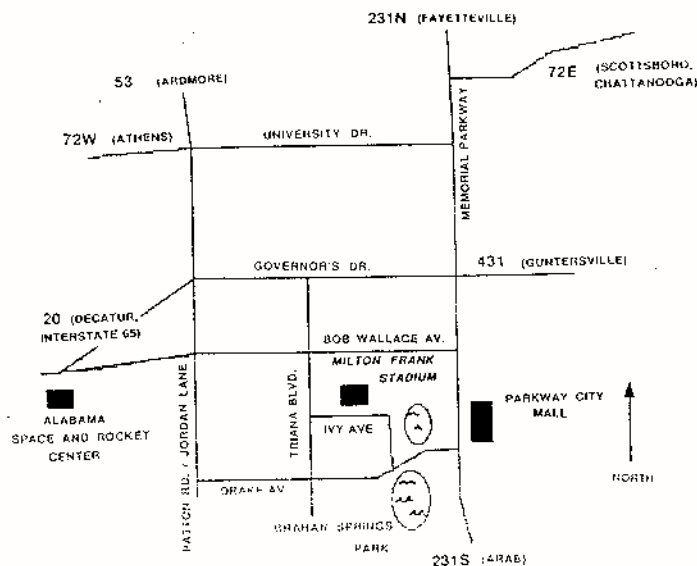 231N (FAYETTEVILLE)
72E (SCOTTSBORO,
CHATTANOOGA)
53 (ARDMORE)
72W (ATHENS)
UNIVERSITY DR.
MEMORIAL PARKWAY
GOVERNOR'S DR.
431 (GUNTERSVILLE)
20 (DECATUR,
INTERSTATE 65)
BOB WALLACE AV.
MILTON FRANK
STADIUM
ALABAMA
SPACE AND ROCKET
CENTER
PATTON RD. / JORDAN LANE
TRIANA BLVD.
IVY AVE
PARKWAY CITY
MALL
NORTH
DRAKE AV
BRAHAN SPRINGS
PARK
231S (ARAB)